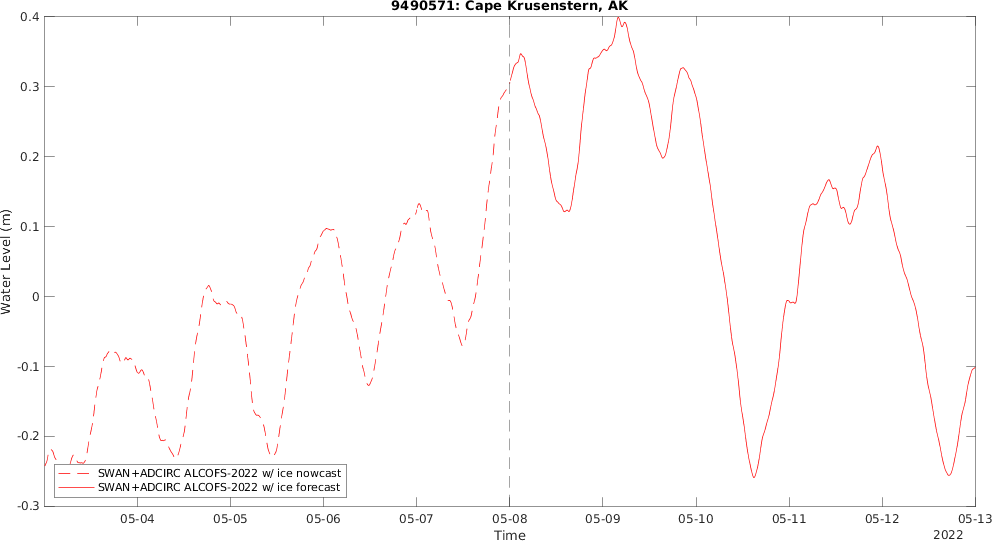 9490571: Cape Krusenstern, AK
0.4
0.3
0.2
0.1
0
-0.1
-0.2
-0.3
Water Level (m)
SWAN+ADCIRC ALCOFS-2022 w/ ice nowcast
SWAN+ADCIRC ALCOFS-2022 w/ ice forecast
05-04 05-05 05-06 05-07 05-08 05-09 05-10 05-11 05-12 05-13
Time
2022